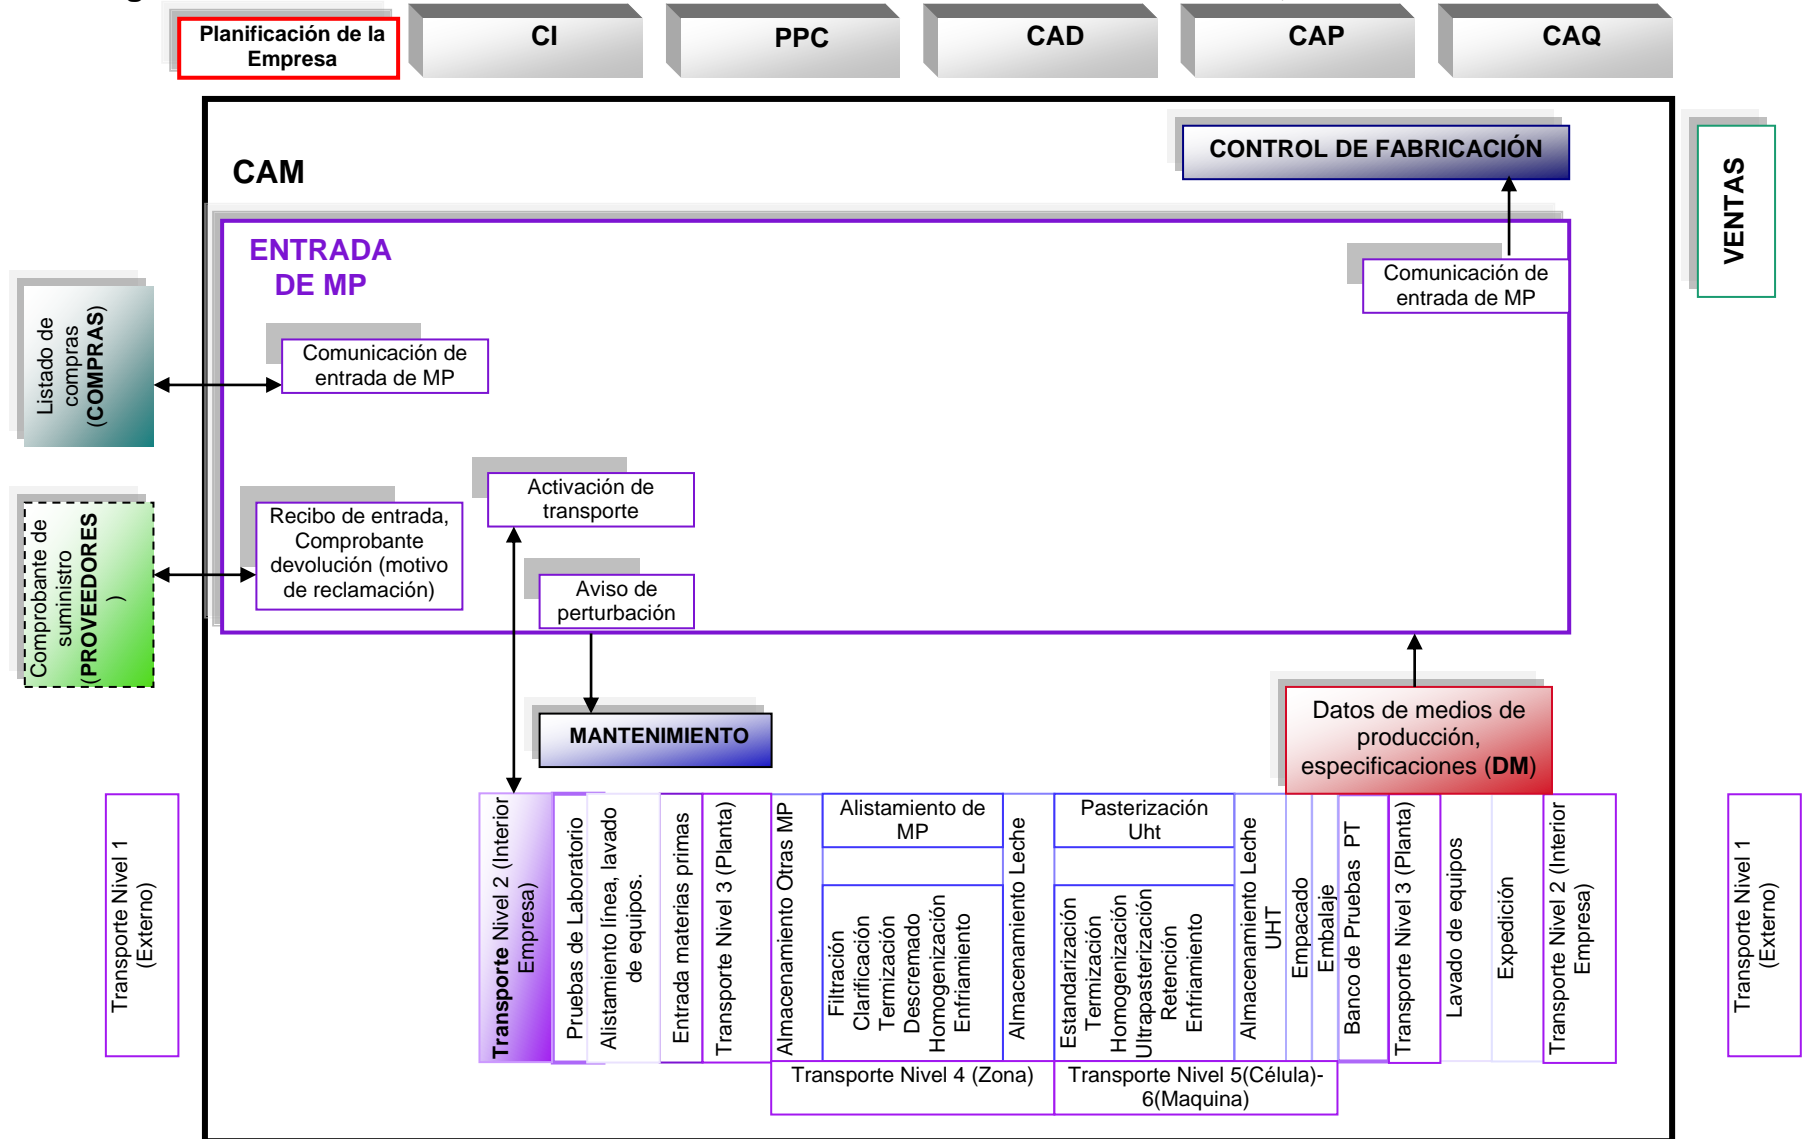 Planificación de la
Empresa
CI
PPC
CAD
CAP
CAQ
CONTROL DE FABRICACIÓN
CAM
VENTAS
ENTRADA
DE MP
Comunicación de
entrada de MP
Listado de
compras
(COMPRAS)
Comunicación de
entrada de MP
Activación de
transporte
Comprobante de
suministro
(PROVEEDORES
)
Recibo de entrada,
Comprobante
devolución (motivo
de reclamación)
Aviso de
perturbación
MANTENIMIENTO
Datos de medios de
producción,
especificaciones (DM)
Transporte Nivel 1
(Externo)
Transporte Nivel 2 (Interior
Empresa)
Pruebas de Laboratorio
Alistamiento línea, lavado
de equipos.
Entrada materias primas
Transporte Nivel 3 (Planta)
Almacenamiento Otras MP
Alistamiento de
MP
Filtración
Clarificación
Termización
Descremado
Homogenización
Enfriamiento
Almacenamiento Leche
Pasterización
Uht
Estandarización
Termización
Homogenización
Ultrapasterización
Retención
Enfriamiento
Almacenamiento Leche
UHT
Empacado
Embalaje
Banco de Pruebas PT
Transporte Nivel 3 (Planta)
Lavado de equipos
Expedición
Transporte Nivel 2 (Interior
Empresa)
Transporte Nivel 1
(Externo)
Transporte Nivel 4 (Zona)
Transporte Nivel 5(Célula)-
6(Maquina)